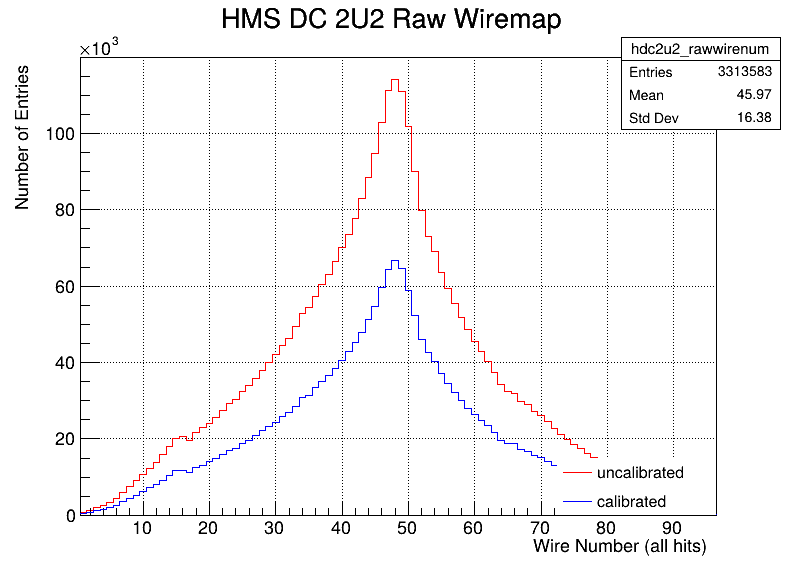 HMS DC 2U2 Raw Wiremap
×10³
hdc2u2_rawwirenum
Entries 3313583
Mean 45.97
Std Dev 16.38
Number of Entries
100
80
60
40
20
0
uncalibrated
calibrated
10 20 30 40 50 60 70 80 90
Wire Number (all hits)